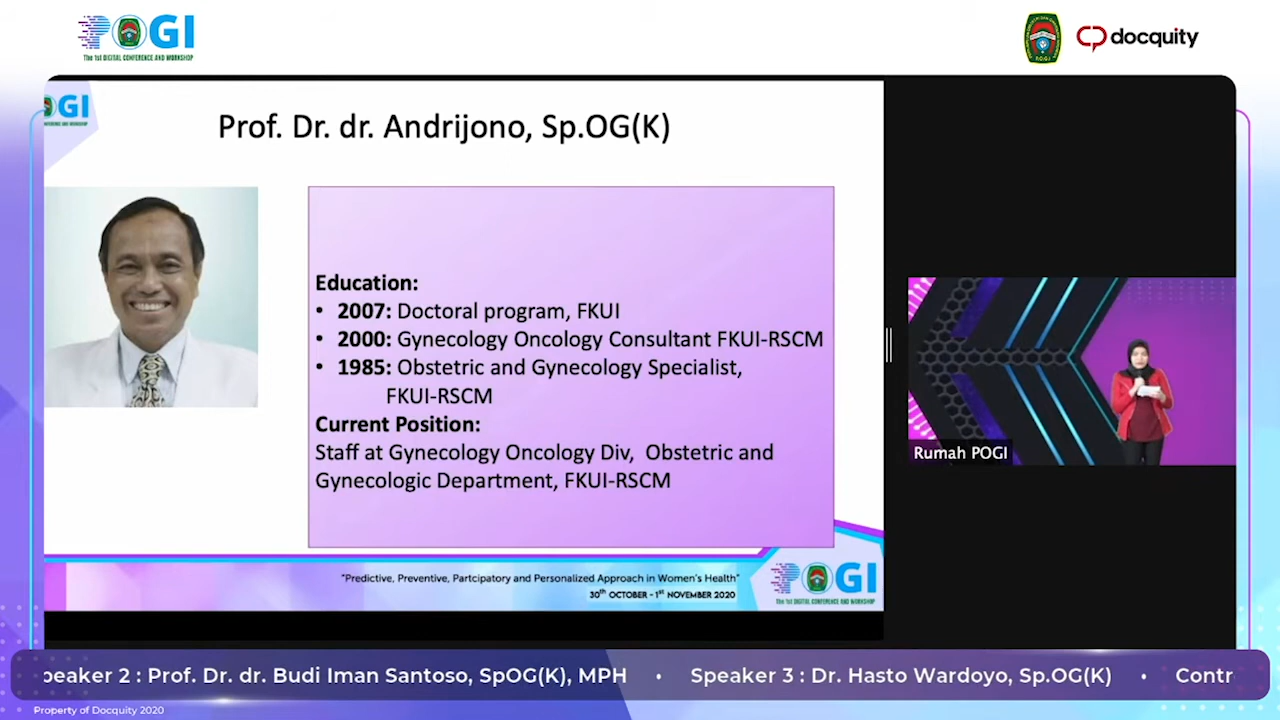 POGI
The 1st DIGITAL CONFERENCE AND WORKSHOP
docquity
OGI
Prof. Dr. dr. Andrijono, Sp.OG(K)
Education:
• 2007: Doctoral program, FKUI
• 2000: Gynecology Oncology Consultant FKUI-RSCM
• 1985: Obstetric and Gynecology Specialist,
FKUI-RSCM
Current Position:
Staff at Gynecology Oncology Div, Obstetric and
Gynecologic Department, FKUI-RSCM
Rumah POGI
"Predictive, Preventive, Partcipatory and Personalized Approach in Women's Health"
30th OCTOBER - 1st NOVEMBER 2020
POGI
The 1st DIGITAL CONFERENCE AND WORKSHOP
peaker 2 : Prof. Dr. dr. Budi Iman Santoso, SpOG(K), MPH • Speaker 3 : Dr. Hasto Wardoyo, Sp.OG(K) • Contr
Property of Docquity 2020